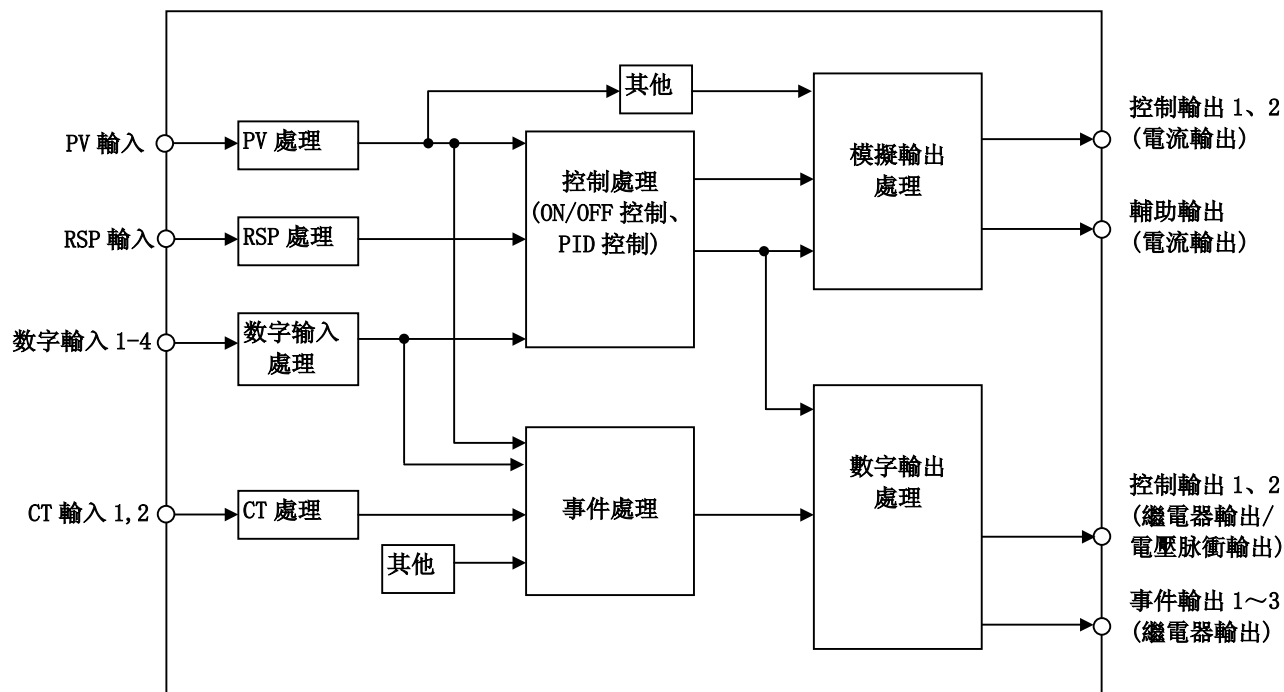 其他
PV 輸入
PV 處理
控制處理
(ON/OFF 控制、
PID 控制)
模擬輸出
處理
控制輸出 1、2
(電流輸出)
輔助輸出
(電流輸出)
RSP 輸入
RSP 處理
数字輸入 1-4
数字输入
處理
CT 輸入 1,2
CT 處理
其他
事件處理
數字輸出
處理
控制輸出 1、2
(繼電器輸出/
電壓脉衝輸出)
事件輸出 1～3
(繼電器輸出)